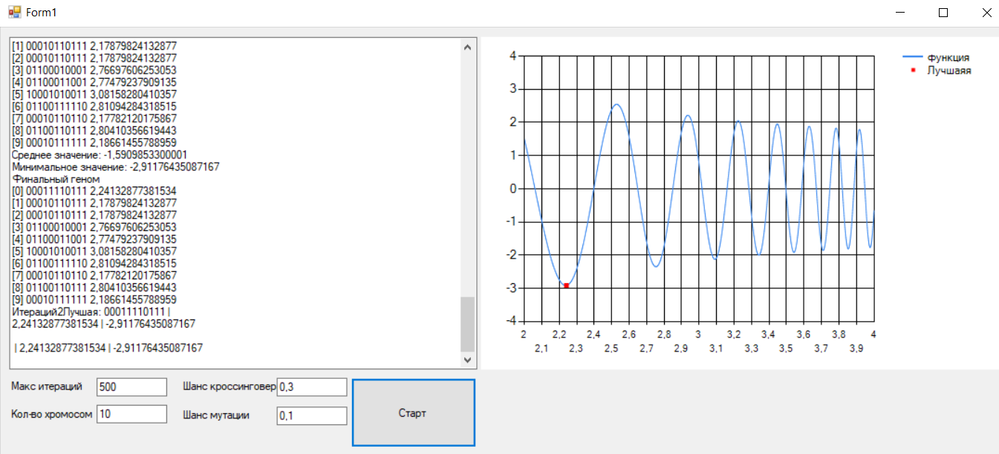 Form1
[1] 00010110111 2,17879824132877
[2] 00010110111 2,17879824132877
[3] 01100010001 2,76697606253053
[4] 01100011001 2,77479237909135
[5] 10001010011 3,08158280410357
[6] 01100111110 2,81094284318515
[7] 00010110110 2,17782120175867
[8] 01100110111 2,80410356619443
[9] 00010111111 2,18661455788959
Среднее значение: -1,5909853300001
Минимальное значение: -2,91176435087167
Финальный геном
[0] 00011110111 2,24132877381534
[1] 00010110111 2,17879824132877
[2] 00010110111 2,17879824132877
[3] 01100010001 2,76697606253053
[4] 01100011001 2,77479237909135
[5] 10001010011 3,08158280410357
[6] 01100111110 2,81094284318515
[7] 00010110110 2,17782120175867
[8] 01100110111 2,80410356619443
[9] 00010111111 2,18661455788959
Итераций2Лучшая: 00011110111 |
2,24132877381534 | -2,91176435087167
| 2,24132877381534 | -2,91176435087167
4
3
2
1
0
-1
-2
-3
-4
2 2,2 2,4 2,6 2,8 3 3,2 3,4 3,6 3,8 4
2,1 2,3 2,5 2,7 2,9 3,1 3,3 3,5 3,7 3,9
Функция
Лучшаяя
Макс итераций 500 Шанс кроссинговер 0,3
Кол-во хромосом 10 Шанс мутации 0,1
Старт